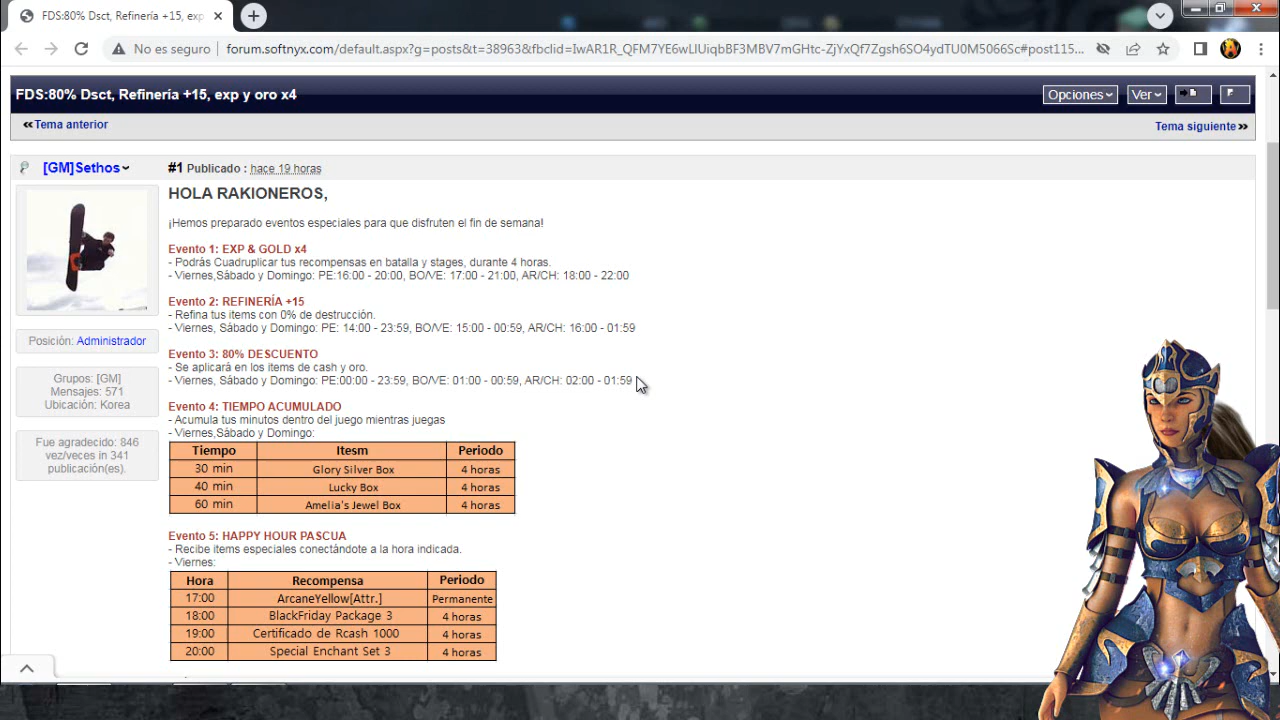 FDS:80% Dsct, Refinería +15, exp
No es seguro
forum.softnyx.com/default.aspx?g=posts&t=38963&fbclid=IwAR1R_QFM7YE6wLIUiqbBF3MBV7mGHtc-ZjYxQf7Zgsh6SO4ydTU0M5066Sc#post115...
FDS:80% Dsct, Refinería +15, exp y oro x4
Opciones
Ver
Tema anterior
Tema siguiente
[GM]Sethos
#1 Publicado : hace 19 horas
HOLA RAKIONEROS,
¡Hemos preparado eventos especiales para que disfruten el fin de semana!
Evento 1: EXP & GOLD x4
- Podrás Cuadruplicar tus recompensas en batalla y stages, durante 4 horas.
- Viernes,Sábado y Domingo: PE:16:00 - 20:00, BO/VE: 17:00 - 21:00, AR/CH: 18:00 - 22:00
Evento 2: REFINERÍA +15
- Refina tus items con 0% de destrucción.
- Viernes, Sábado y Domingo: PE: 14:00 - 23:59, BO/VE: 15:00 - 00:59, AR/CH: 16:00 - 01:59
Evento 3: 80% DESCUENTO
- Se aplicará en los items de cash y oro.
- Viernes, Sábado y Domingo: PE:00:00 - 23:59, BO/VE: 01:00 - 00:59, AR/CH: 02:00 - 01:59
Evento 4: TIEMPO ACUMULADO
- Acumula tus minutos dentro del juego mientras juegas
- Viernes,Sábado y Domingo:
Tiempo Itesm Periodo
30 min Glory Silver Box 4 horas
40 min Lucky Box 4 horas
60 min Amelia's Jewel Box 4 horas
Evento 5: HAPPY HOUR PASCUA
- Recibe items especiales conectándote a la hora indicada.
- Viernes:
Hora Recompensa Periodo
17:00 ArcaneYellow[Attr.] Permanente
18:00 BlackFriday Package 3 4 horas
19:00 Certificado de Rcash 1000 4 horas
20:00 Special Enchant Set 3 4 horas
Posición: Administrador
Grupos: [GM]
Mensajes: 571
Ubicación: Korea
Fue agradecido: 846
vez/veces in 341
publicación(es).